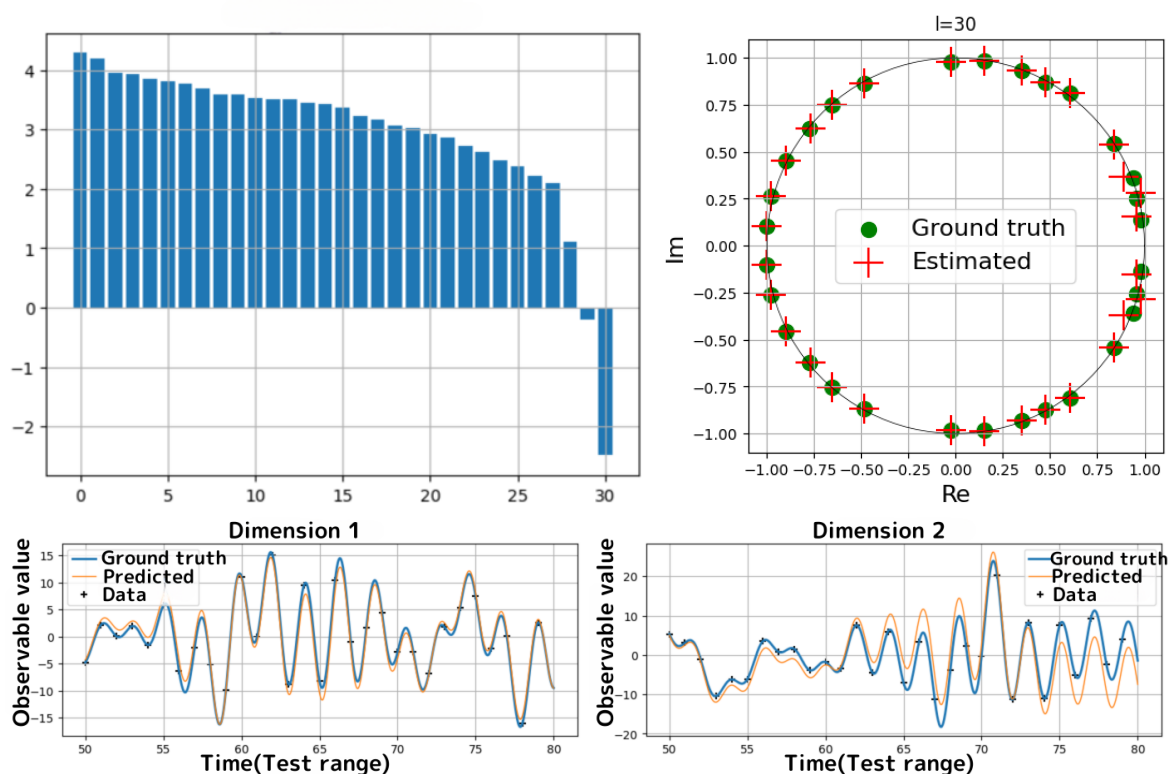 4
3
2
1
0
−1
−2
0 5 10 15 20 25 30
l=30
1.00
0.75
0.50
0.25
0.00
−0.25
−0.50
−0.75
−1.00
Im
Ground truth
Estimated
−1.00 −0.75 −0.50 −0.25 0.00 0.25 0.50 0.75 1.00
Re
Dimension 1
Observable value
15
10
5
0
−5
−10
−15
Ground truth
Predicted
Data
50 55 60 65 70 75 80
Time(Test range)
Dimension 2
Observable value
20
10
0
−10
−20
Ground truth
Predicted
Data
50 55 60 65 70 75 80
Time(Test range)